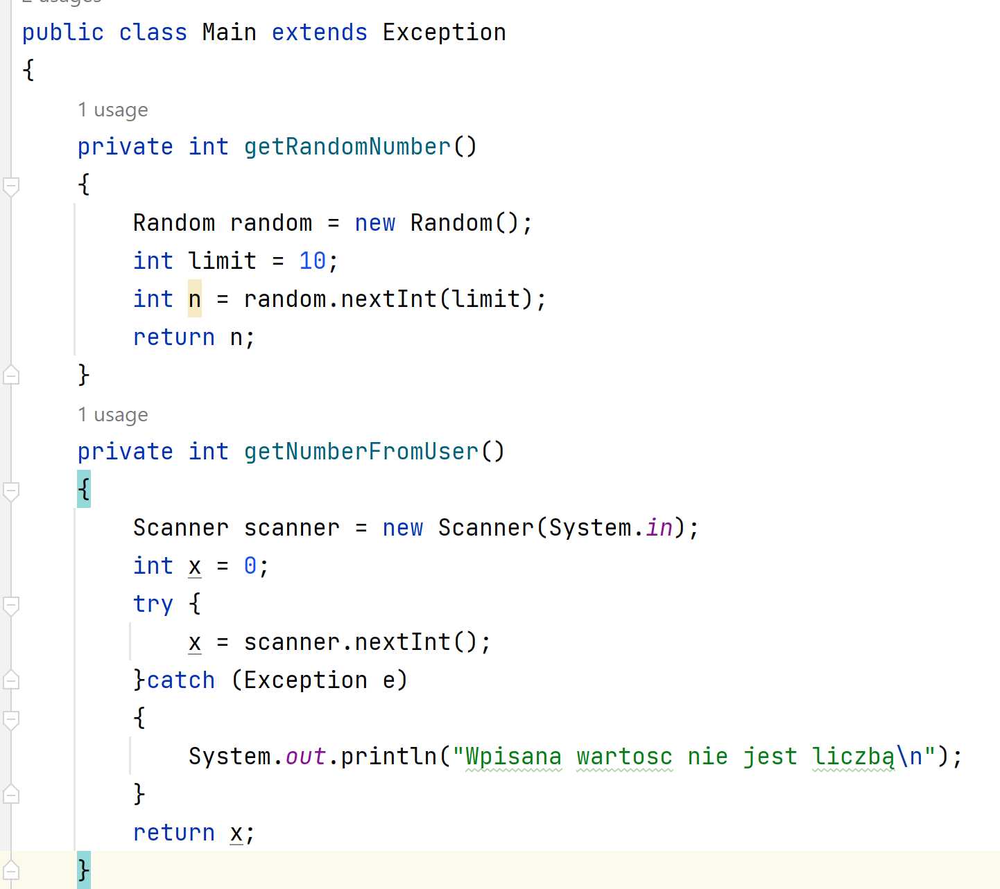 2 usages
public class Main extends Exception
{
1 usage
private int getRandomNumber()
{
Random random = new Random();
int limit = 10;
int n = random.nextInt(limit);
return n;
}
1 usage
private int getNumberFromUser()
{
Scanner scanner = new Scanner(System.in);
int x = 0;
try {
x = scanner.nextInt();
}catch (Exception e)
{
System.out.println("Wpisana wartosc nie jest liczbą\n");
}
return x;
}